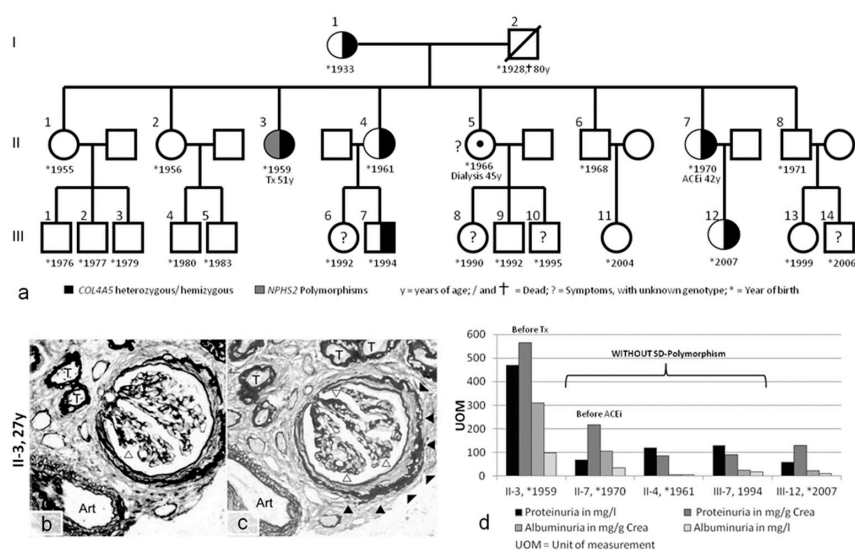 I
1
2
*1933
*1928,✝80y
II
1
2
3
4
5
6
7
8
?
*1955
*1956
*1959
Tx 51y
*1961
*1966
Dialysis 45y
*1968
*1970
ACEi 42y
*1971
III
1
2
3
4
5
6
7
8
9
10
11
12
13
14
?
?
?
?
*1976
*1977
*1979
*1980
*1983
*1992
*1994
*1990
*1992
*1995
*2004
*2007
*1999
*2006
a
COL4A5 heterozygous/ hemizygous
NPHS2 Polymorphisms
y = years of age; / and ✝ = Dead; ? = Symptoms, with unknown genotype; * = Year of birth
II-3, 27y
T
T
T
Art
b
T
T
T
Art
c
d
UOM
600
500
400
300
200
100
0
Before Tx
WITHOUT SD-Polymorphism
Before ACEi
II-3, *1959
II-7, *1970
II-4, *1961
III-7, 1994
III-12, *2007
Proteinuria in mg/l
Proteinuria in mg/g Crea
Albuminuria in mg/g Crea
Albuminuria in mg/l
UOM = Unit of measurement